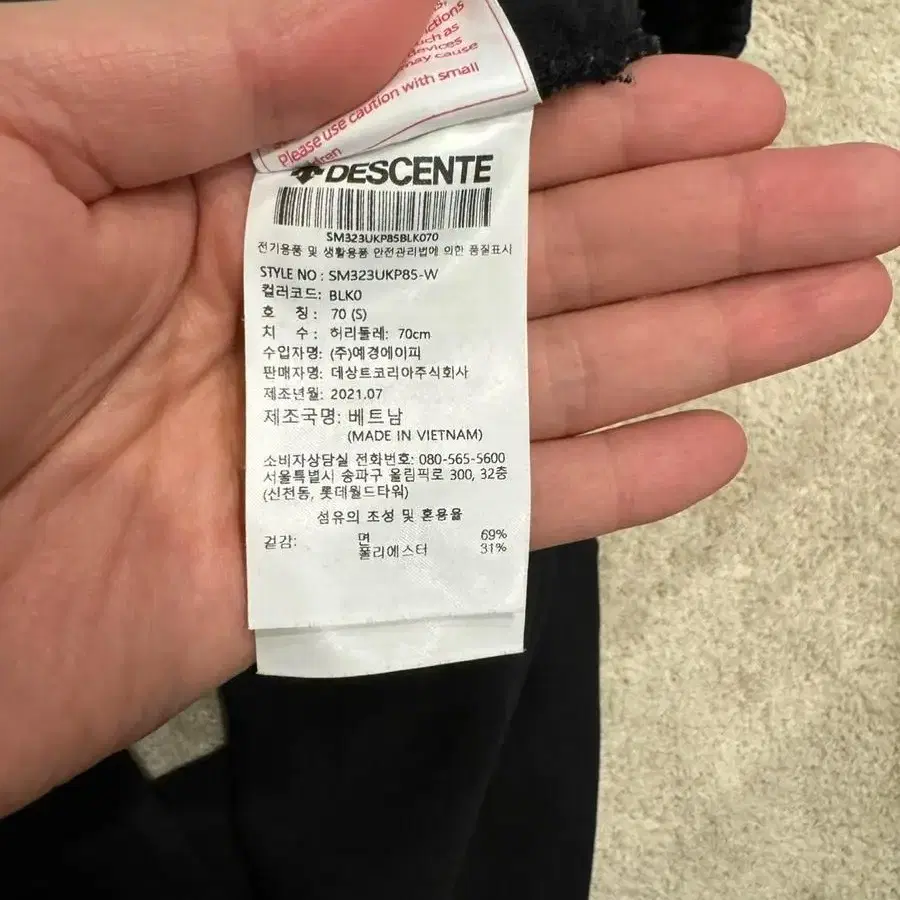 ctions
such as
devices
may cause
Please use caution with small
DESCENTE
SM323UKP85BLK070
전기용품 및 생활용품 안전관리법에 의한 품질표시
STYLE NO : SM323UKP85-W
컬러코드: BLK0
호 칭 : 70 (S)
치 수 : 허리둘레: 70cm
수입자명: (주)예경에이피
판매자명: 데상트코리아주식회사
제조년월: 2021.07
제조국명: 베트남
(MADE IN VIETNAM)
소비자상담실 전화번호: 080-565-5600
서울특별시 송파구 올림픽로 300, 32층
(신천동, 롯데월드타워)
섬유의 조성 및 혼용율
겉감: 면 69%
폴리에스터 31%